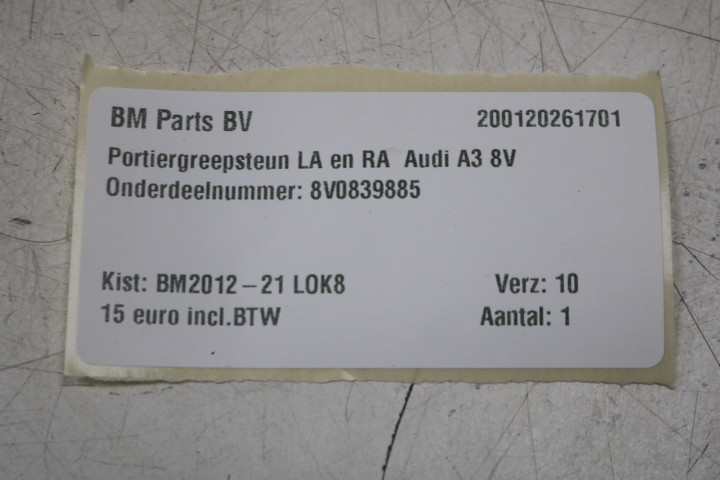 BM Parts BV 200120261701
Portiergreepsteun LA en RA Audi A3 8V
Onderdeelnummer: 8V0839885
Kist: BM2012-21 LOK8 Verz: 10
15 euro incl.BTW Aantal: 1